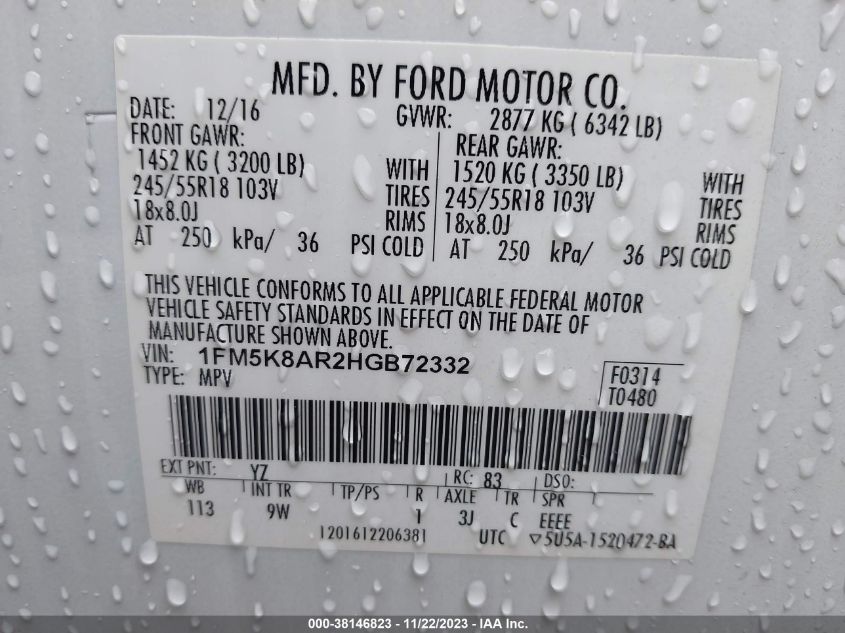 MFD. BY FORD MOTOR CO.
DATE: 12/16 GVWR: 2877 KG ( 6342 LB)
FRONT GAWR: REAR GAWR:
1452 KG ( 3200 LB) WITH 1520 KG ( 3350 LB) WITH
245/55R18 103V TIRES 245/55R18 103V TIRES
18x8.0J RIMS 18x8.0J RIMS
AT 250 kPa/ 36 PSI COLD AT 250 kPa/ 36 PSI COLD
THIS VEHICLE CONFORMS TO ALL APPLICABLE FEDERAL MOTOR
VEHICLE SAFETY STANDARDS IN EFFECT ON THE DATE OF
MANUFACTURE SHOWN ABOVE.
VIN: 1FM5K8AR2HGB72332
TYPE: MPV
F0314
T0480
EXT PNT: YZ RC: 83 DSO:
WB INT TR TP/PS R AXLE TR SPR
113 9W 1 3J C EEEE
1201612206381 UTC ▽5U5A-1520472-BA
000-38146823 - 11/22/2023 - IAA Inc.